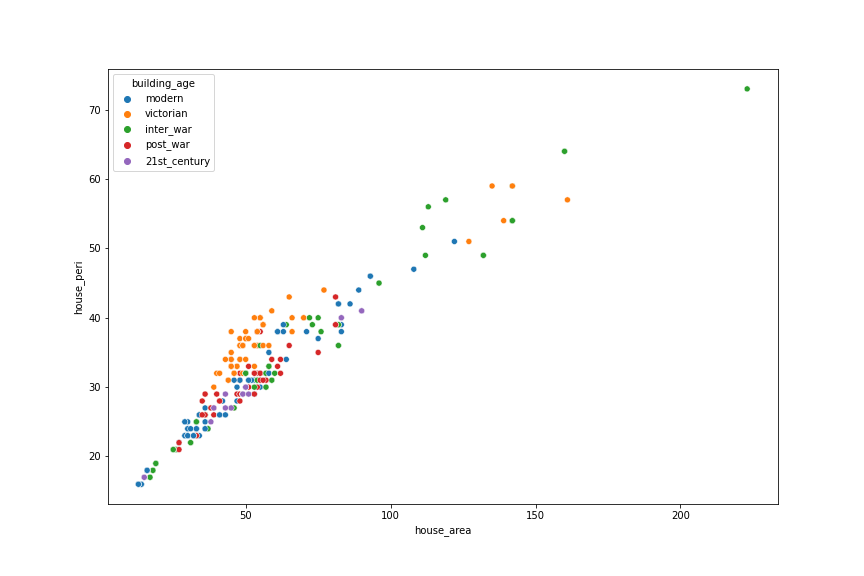 building_age
modern
victorian
inter_war
post_war
21st_century
70
60
50
40
30
20
house_peri
50
100
150
200
house_area